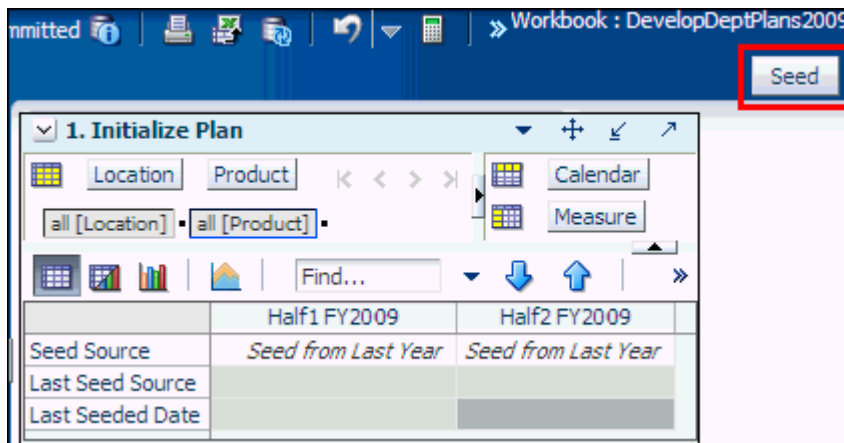 mmitted
Workbook : DevelopDeptPlans2009
Seed
1. Initialize Plan
Location Product Calendar
all [Location] all [Product] Measure
Find...
Half1 FY2009 Half2 FY2009
Seed Source Seed from Last Year Seed from Last Year
Last Seed Source
Last Seeded Date